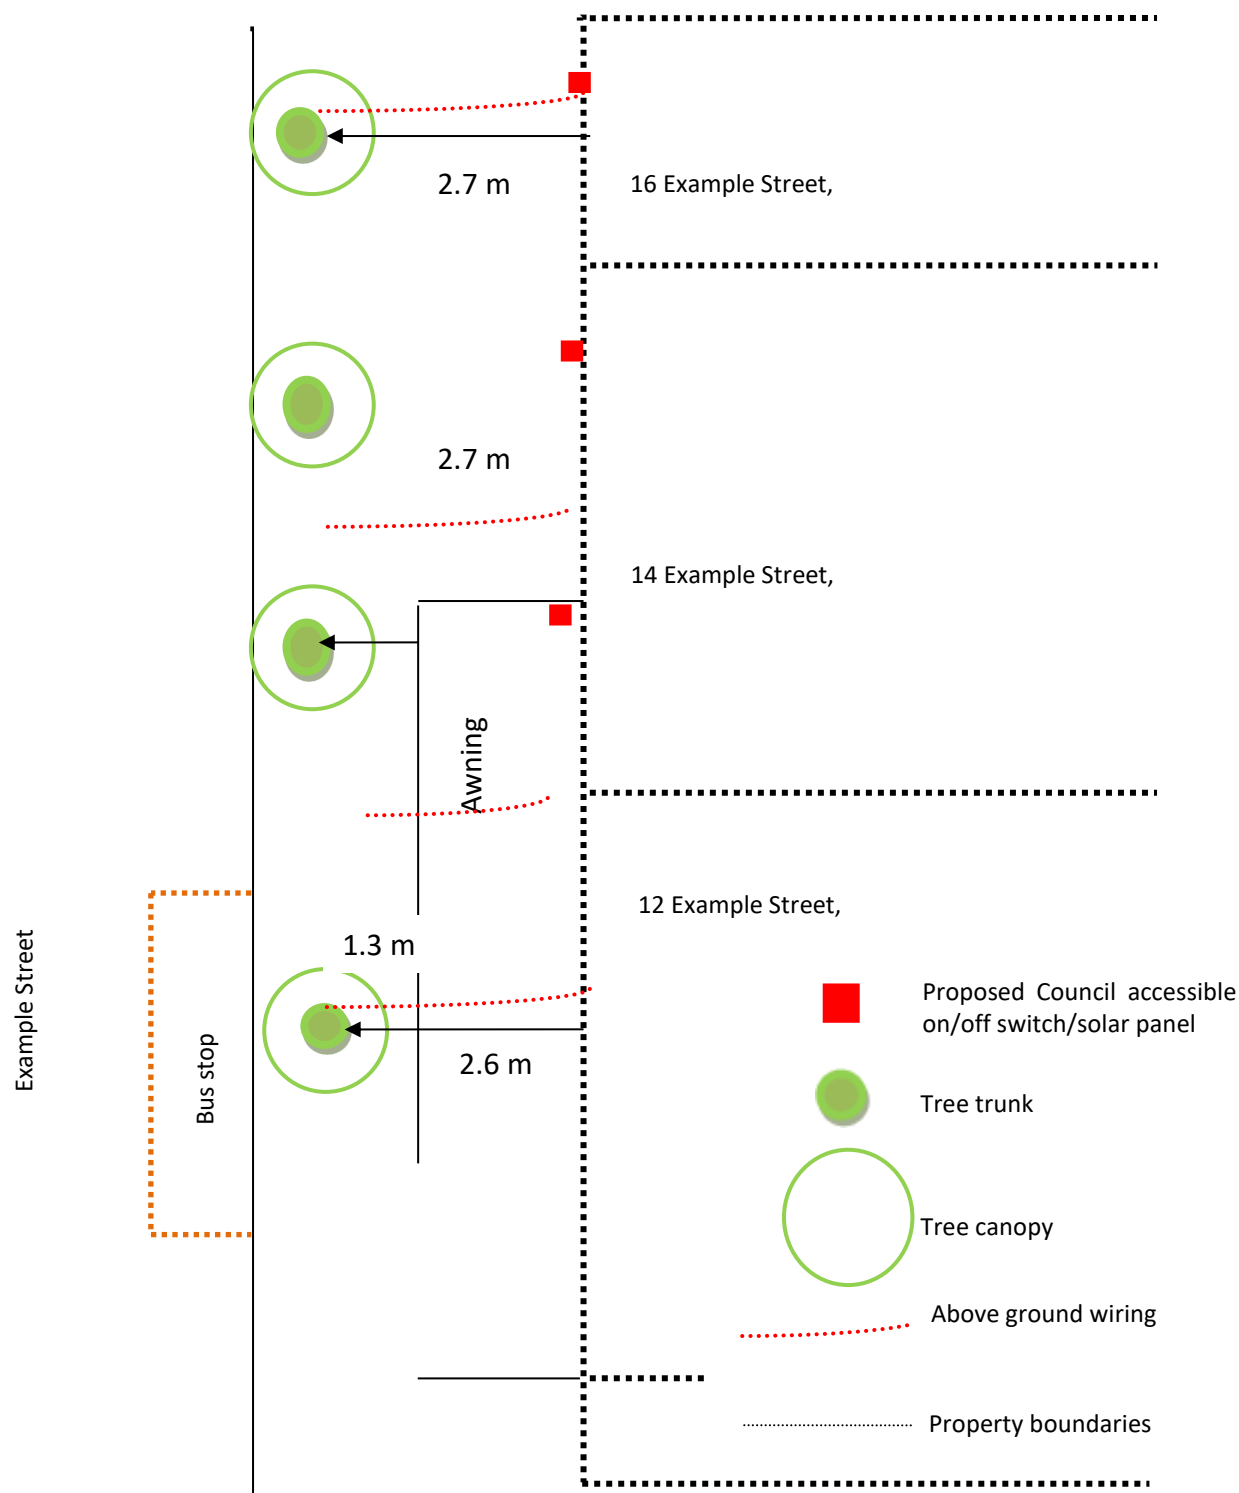 2.7 m
16 Example Street,
2.7 m
14 Example Street,
Awning
12 Example Street,
1.3 m
Example Street
Bus stop
2.6 m
Proposed Council accessible
on/off switch/solar panel
Tree trunk
Tree canopy
Above ground wiring
Property boundaries